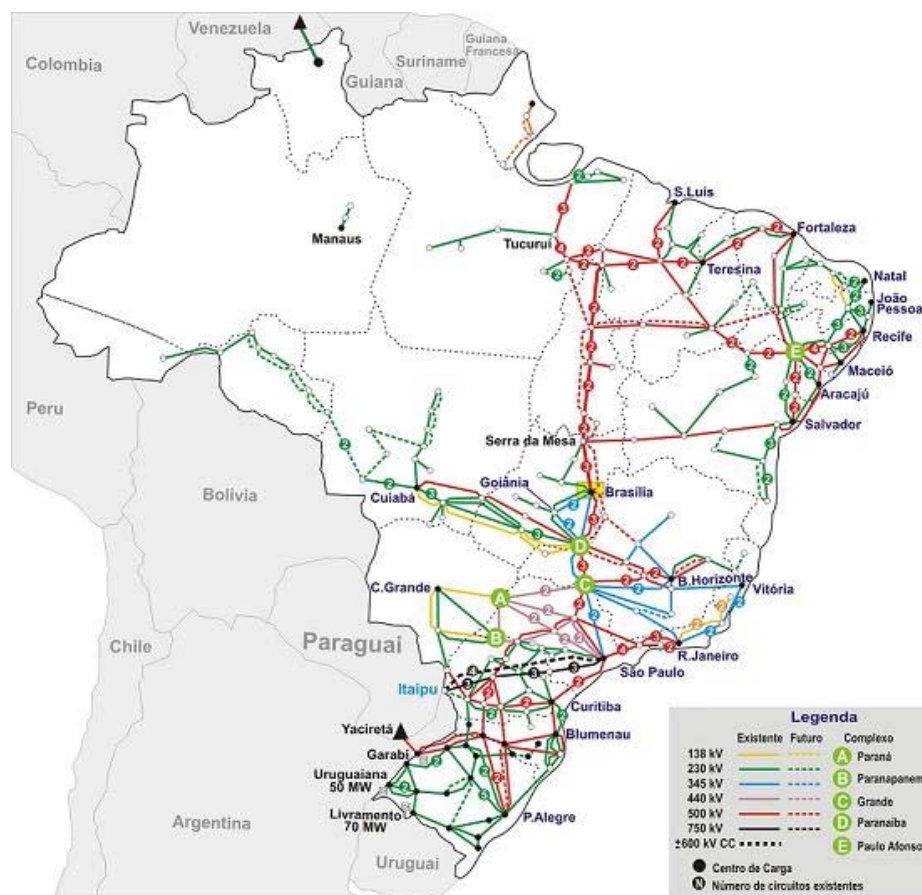 Venezuela
Colombia
Guiana
Suriname
Guiana
Francesa
S.Luís
Manaus
Tucuruí
Fortaleza
Teresina
Natal
João
Pessoa
Recife
E
Maceió
Aracajú
Peru
Serra da Mesa
Salvador
Goiânia
Brasília
Bolívia
Cuiabá
D
C.Grande
A
C
B.Horizonte
Vitória
B
Paraguai
Chile
R.Janeiro
São Paulo
Itaipu
Curitiba
Yaciretá
Blumenau
Garabi
Uruguaiana
50 MW
Livramento
70 MW
P.Alegre
Argentina
Uruguai
Legenda
Existente Futuro Complexo
138 kV A Paraná
230 kV B Paranapanem
345 kV C Grande
440 kV D Paranaíba
500 kV E Paulo Afonso
750 kV
±600 kV CC
Centro de Carga
N Número de circuitos existentes